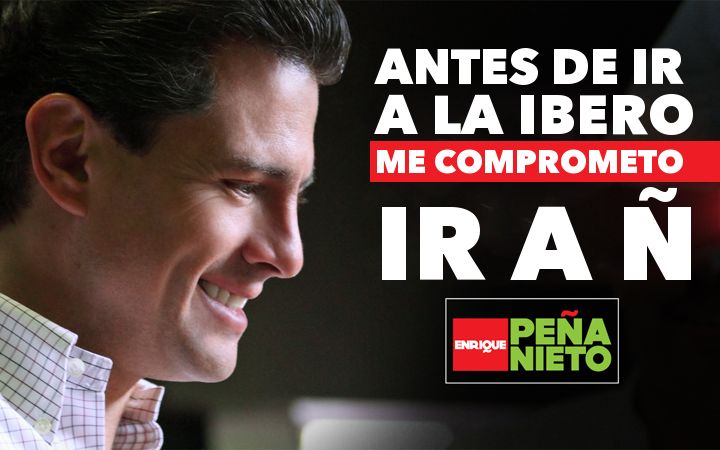 ANTES DE IR
A LA IBERO
ME COMPROMETO
IR A Ñ
ENRIQUE
PEÑA
NIETO